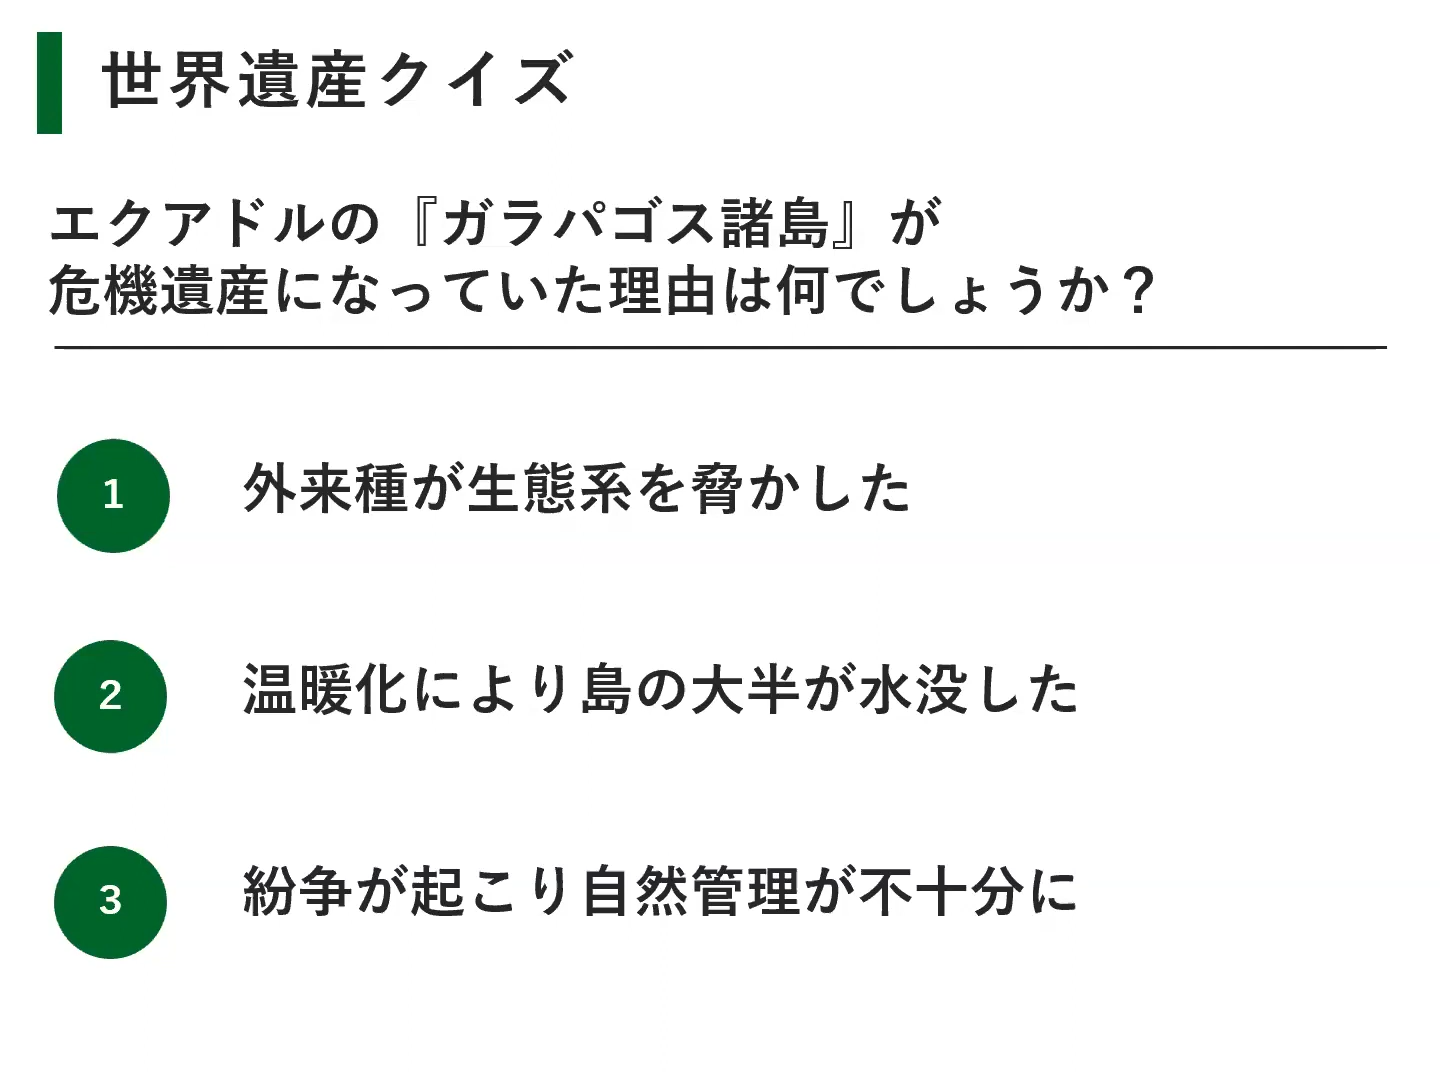 世界遺産クイズ
エクアドルの『ガラパゴス諸島』が
危機遺産になっていた理由は何でしょうか？
1 外来種が生態系を脅かした
2 温暖化により島の大半が水没した
3 紛争が起こり自然管理が不十分に